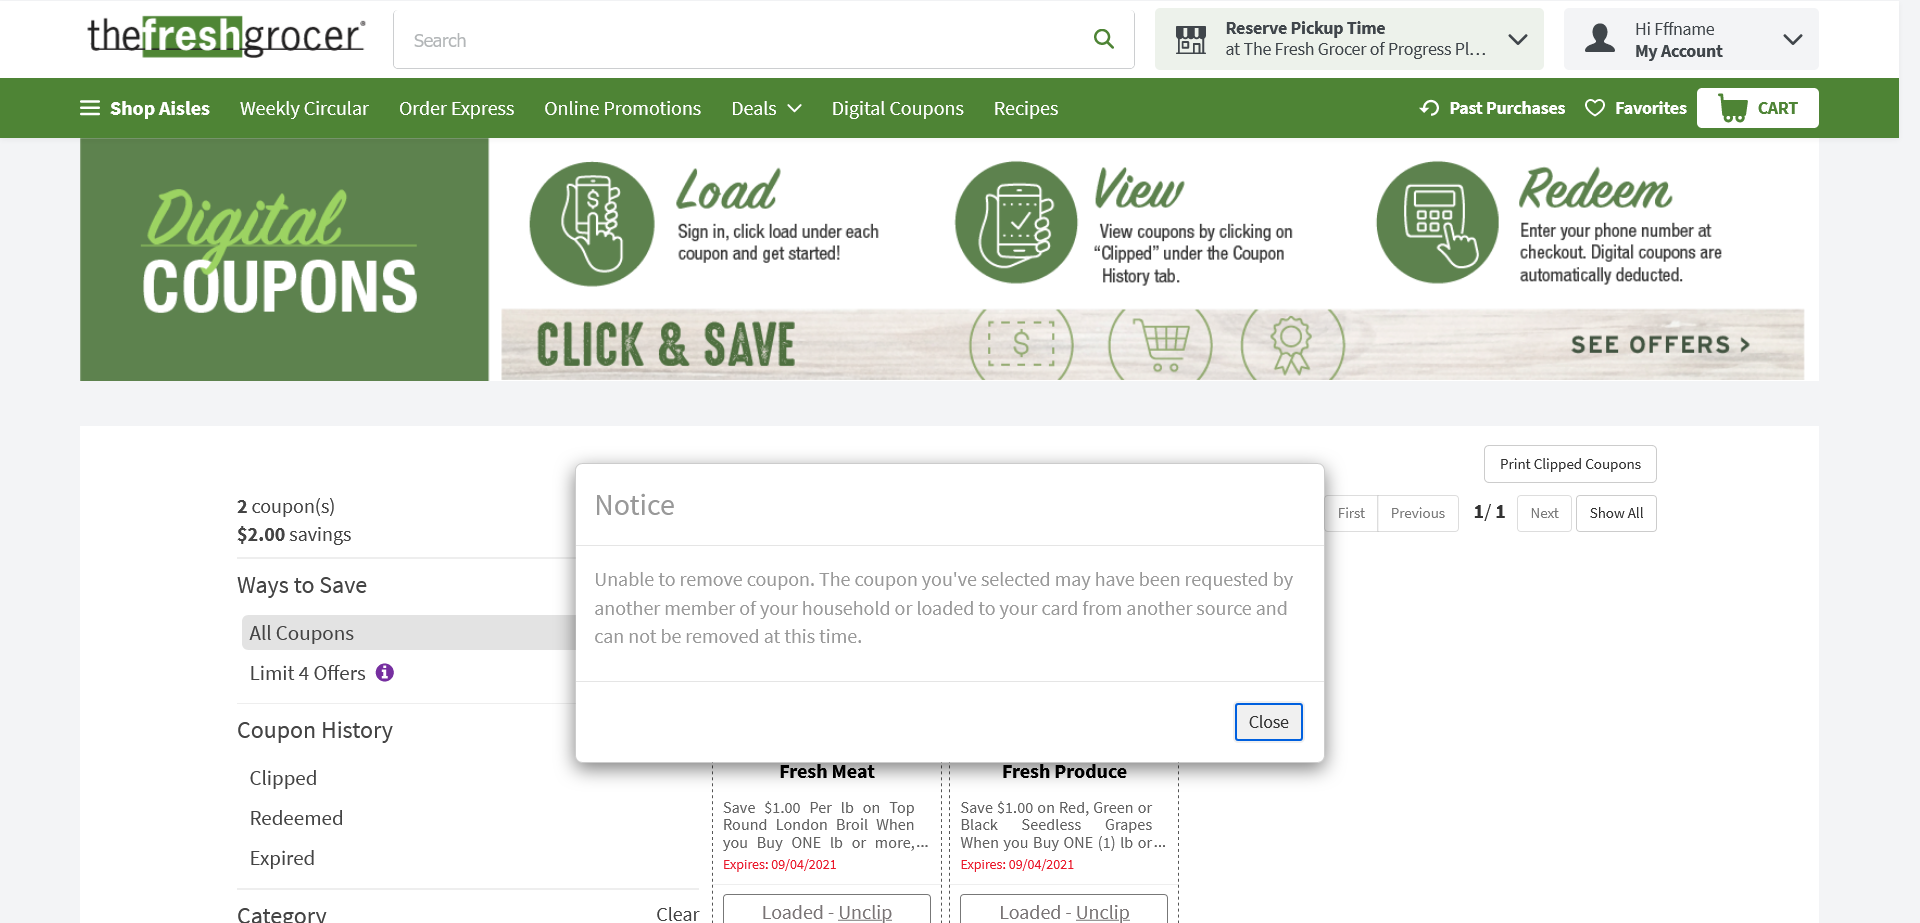 thefreshgrocer®
Search
Reserve Pickup Time
at The Fresh Grocer of Progress Pl...
Hi Fffname
My Account
Shop Aisles
Weekly Circular
Order Express
Online Promotions
Deals
Digital Coupons
Recipes
Past Purchases
Favorites
CART
Digital
COUPONS
Load
Sign in, click load under each
coupon and get started!
View
View coupons by clicking on
“Clipped” under the Coupon
History tab.
Redeem
Enter your phone number at
checkout. Digital coupons are
automatically deducted.
CLICK & SAVE
SEE OFFERS >
Print Clipped Coupons
2 coupon(s)
$2.00 savings
First
Previous
1/ 1
Next
Show All
Ways to Save
All Coupons
Limit 4 Offers
Coupon History
Clipped
Redeemed
Expired
Category
Clear
Notice
Unable to remove coupon. The coupon you've selected may have been requested by
another member of your household or loaded to your card from another source and
can not be removed at this time.
Close
Fresh Meat
Save $1.00 Per lb on Top
Round London Broil When
you Buy ONE lb or more,...
Expires: 09/04/2021
Loaded - Unclip
Fresh Produce
Save $1.00 on Red, Green or
Black Seedless Grapes
When you Buy ONE (1) lb or...
Expires: 09/04/2021
Loaded - Unclip